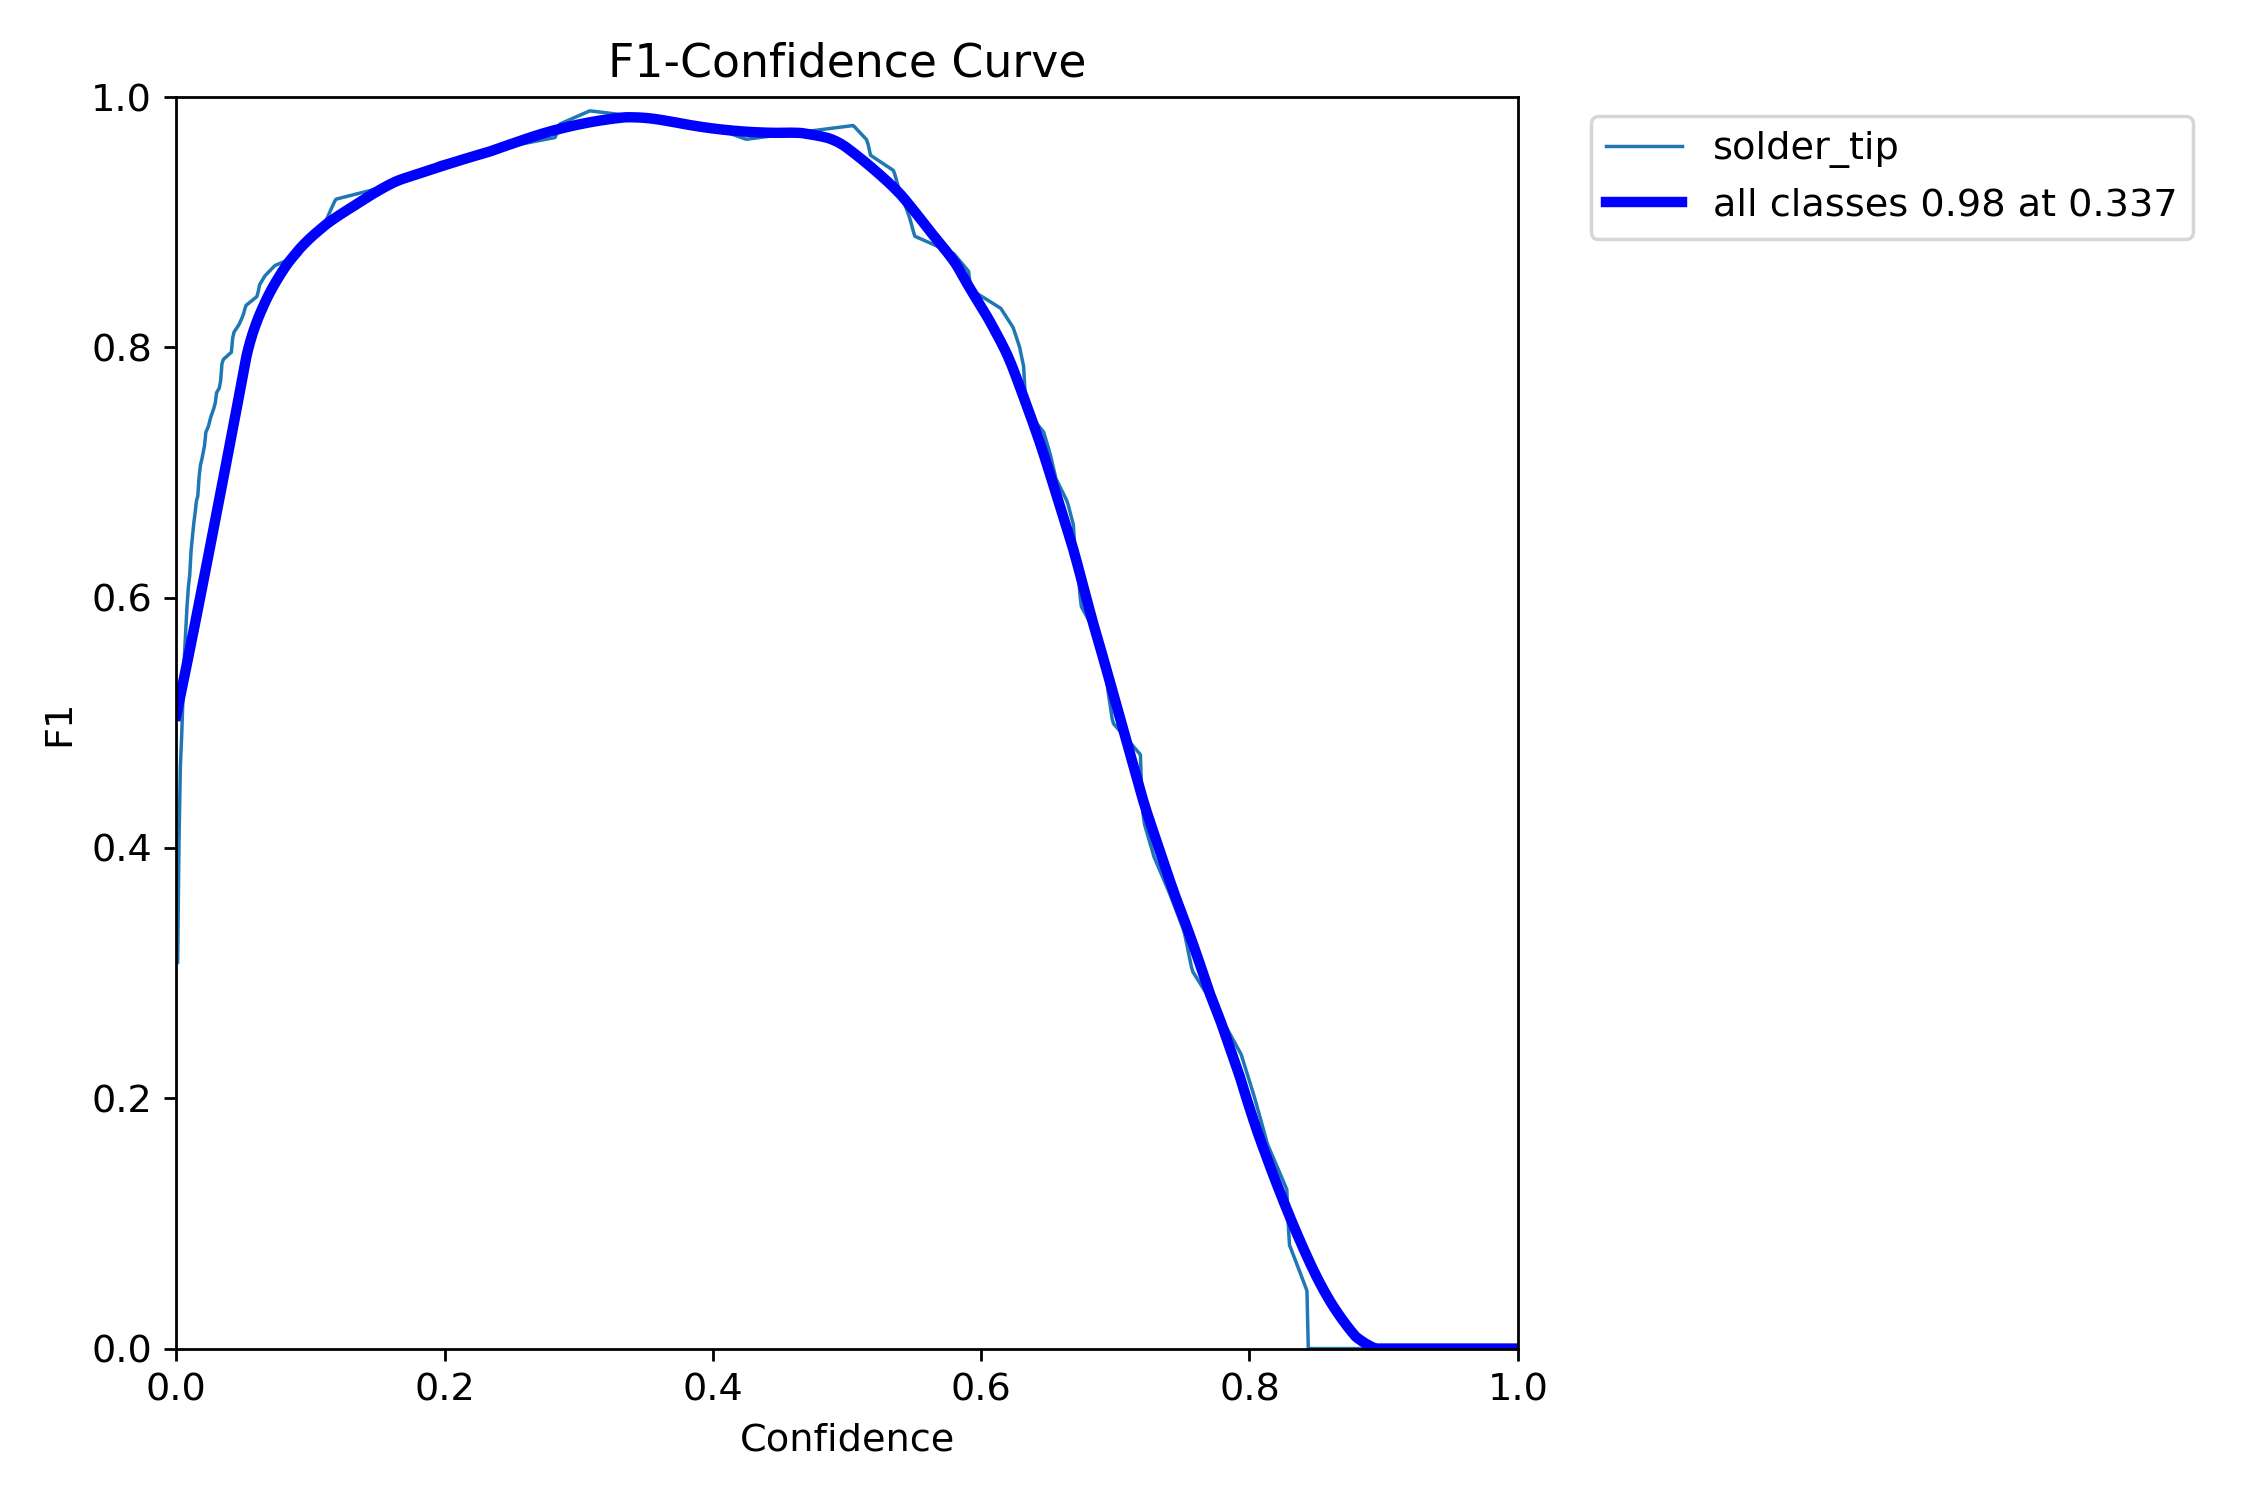 F1-Confidence Curve
solder_tip
all classes 0.98 at 0.337
F1
1.0
0.8
0.6
0.4
0.2
0.0
0.0 0.2 0.4 0.6 0.8 1.0
Confidence